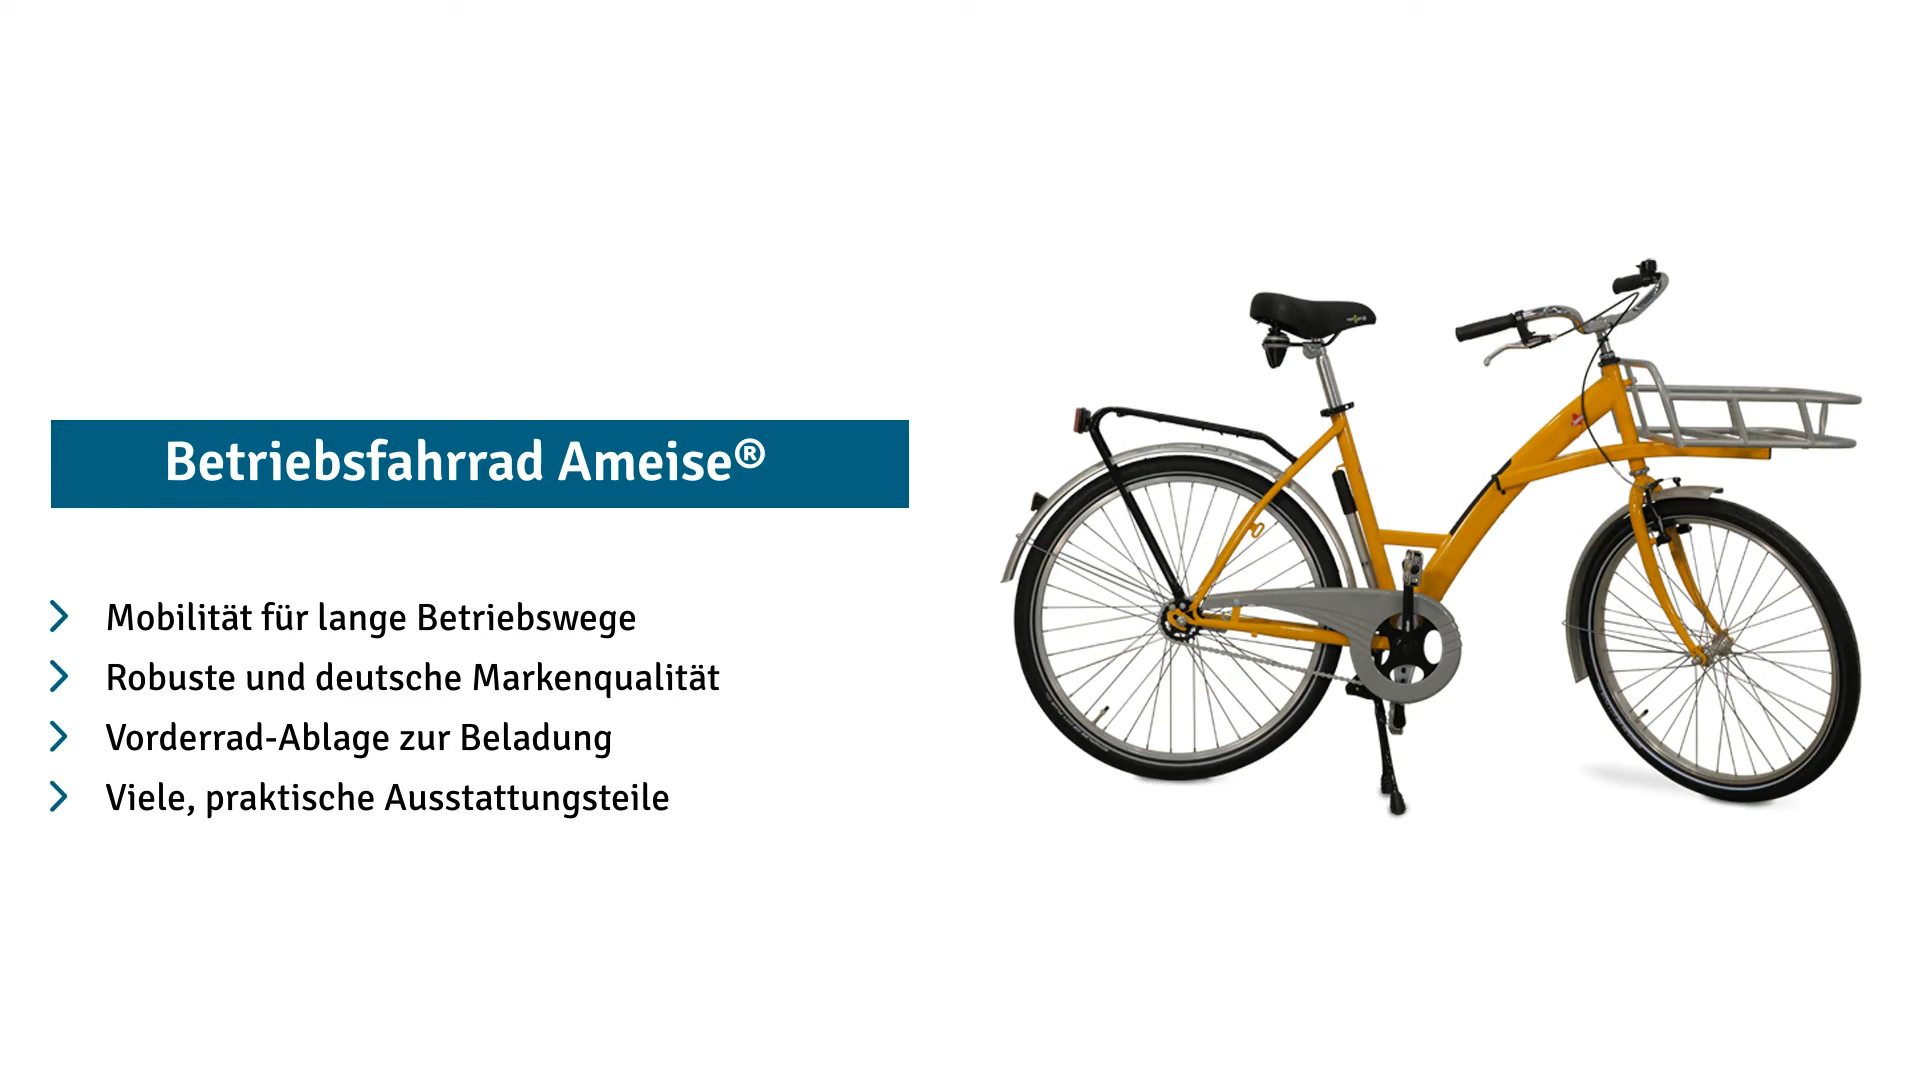 Betriebsfahrrad Ameise®
Mobilität für lange Betriebswege
Robuste und deutsche Markenqualität
Vorderrad-Ablage zur Beladung
Viele, praktische Ausstattungsteile